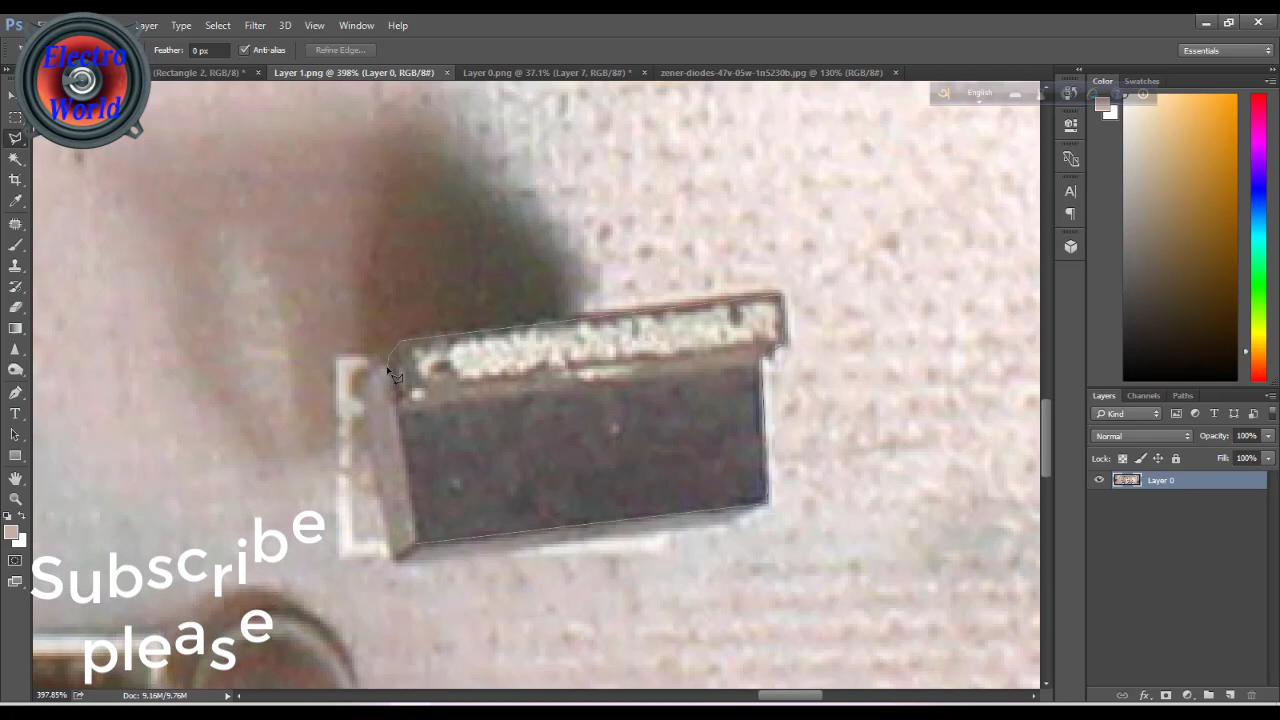 Ps
Layer Type Select Filter 3D View Window Help
Feather: 0 px Anti-alias Refine Edge... Essentials
(Rectangle 2, RGB/8) * × Layer 1.png @ 398% (Layer 0, RGB/8#) × Layer 0.png @ 37.1% (Layer 7, RGB/8#) * × zener-diodes-47v-05w-1n5230b.jpg @ 130% (RGB/8#) ×
Electro
World
English
Color Swatches
Layers Channels Paths
Kind
Normal Opacity: 100%
Lock: Fill: 100%
Layer 0
Subscribe
please
397.85% Doc: 9.16M/9.76M